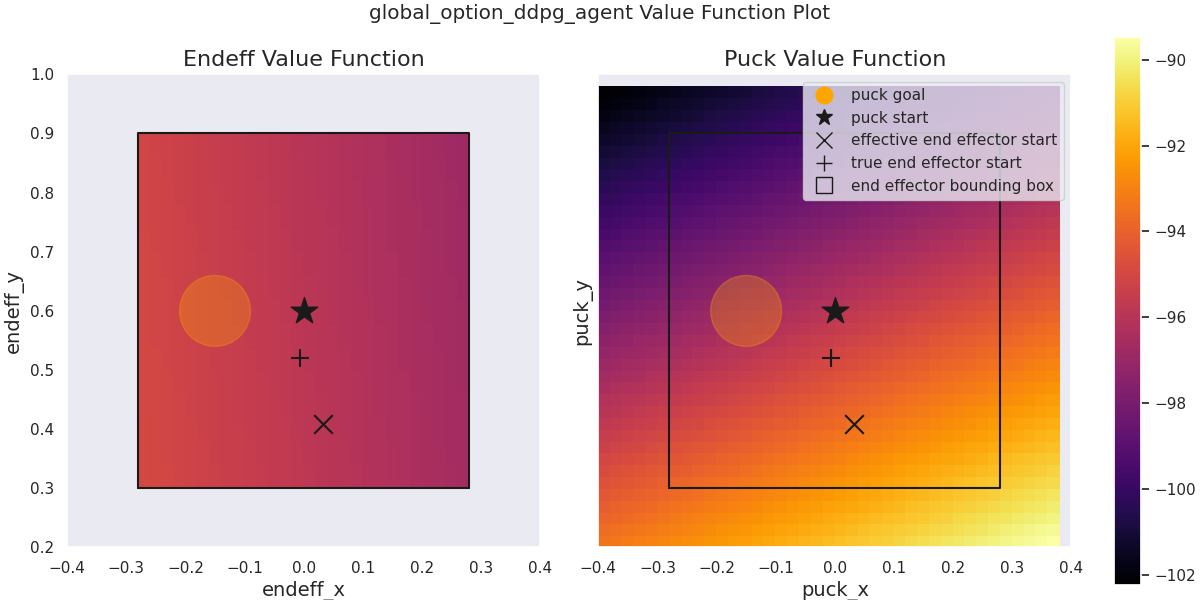 global_option_ddpg_agent Value Function Plot
Endeff Value Function
1.0
0.9
0.8
0.7
0.6
0.5
0.4
0.3
0.2
endeff_y
−0.4 −0.3 −0.2 −0.1 0.0 0.1 0.2 0.3 0.4
endeff_x
Puck Value Function
puck goal
puck start
effective end effector start
true end effector start
end effector bounding box
puck_y
−0.4 −0.3 −0.2 −0.1 0.0 0.1 0.2 0.3 0.4
puck_x
−90
−92
−94
−96
−98
−100
−102